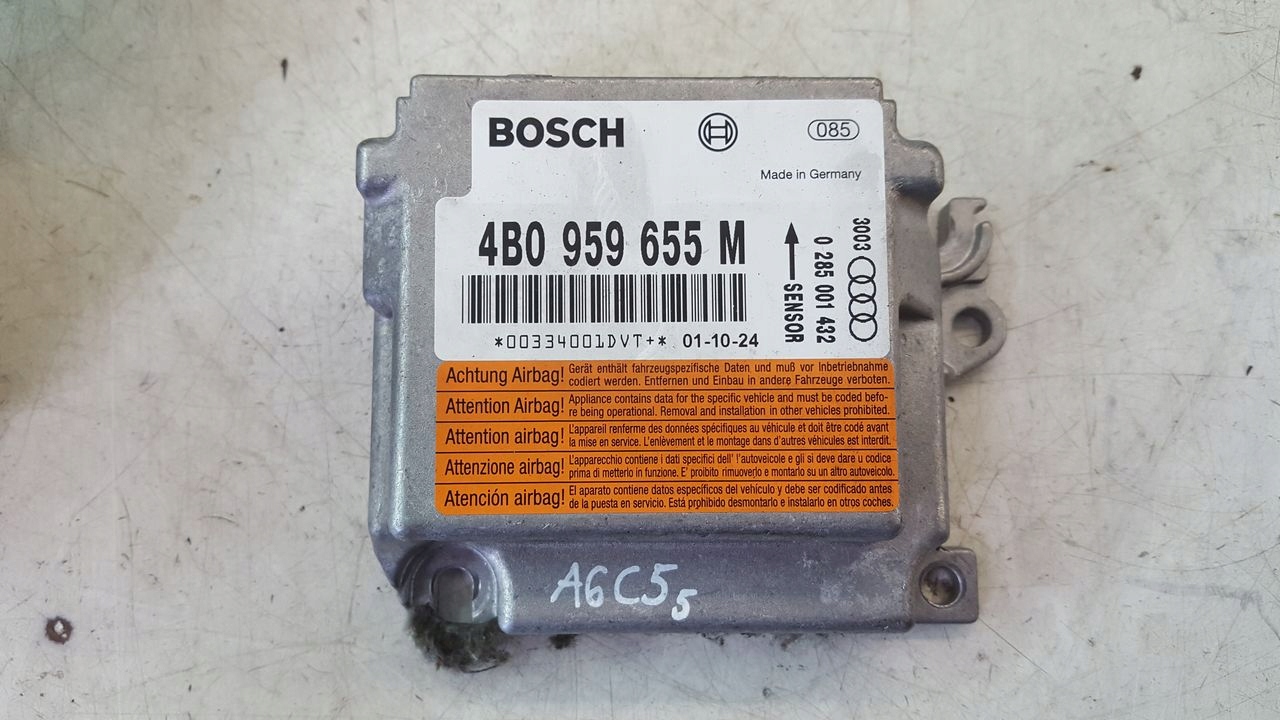 BOSCH
085
Made in Germany
4B0 959 655 M
*00334001DVT+* 01-10-24
SENSOR
0 285 001 432
3003
Achtung Airbag! Gerät enthält fahrzeugspezifische Daten und muß vor Inbetriebnahme
codiert werden. Entfernen und Einbau in andere Fahrzeuge verboten.
Attention Airbag! Appliance contains data for the specific vehicle and must be coded befo-
re being operational. Removal and installation in other vehicles prohibited.
Attention airbag! L'appareil renferme des données spécifiques au véhicule et doit être codé avant
la mise en service. L'enlèvement et le montage dans d'autres véhicules est interdit.
Attenzione airbag! L'apparecchio contiene i dati specifici dell' l'autoveicole e gli si deve dare u codice
prima di metterlo in funzione. E' proibito rimuoverlo e montarlo su un altro autoveicolo.
Atención airbag! El aparato contiene datos específicos del vehículo y debe ser codificado antes
de la puesta en servicio. Está prohibido desmontarlo e instalarlo en otros coches.
A6C5 5